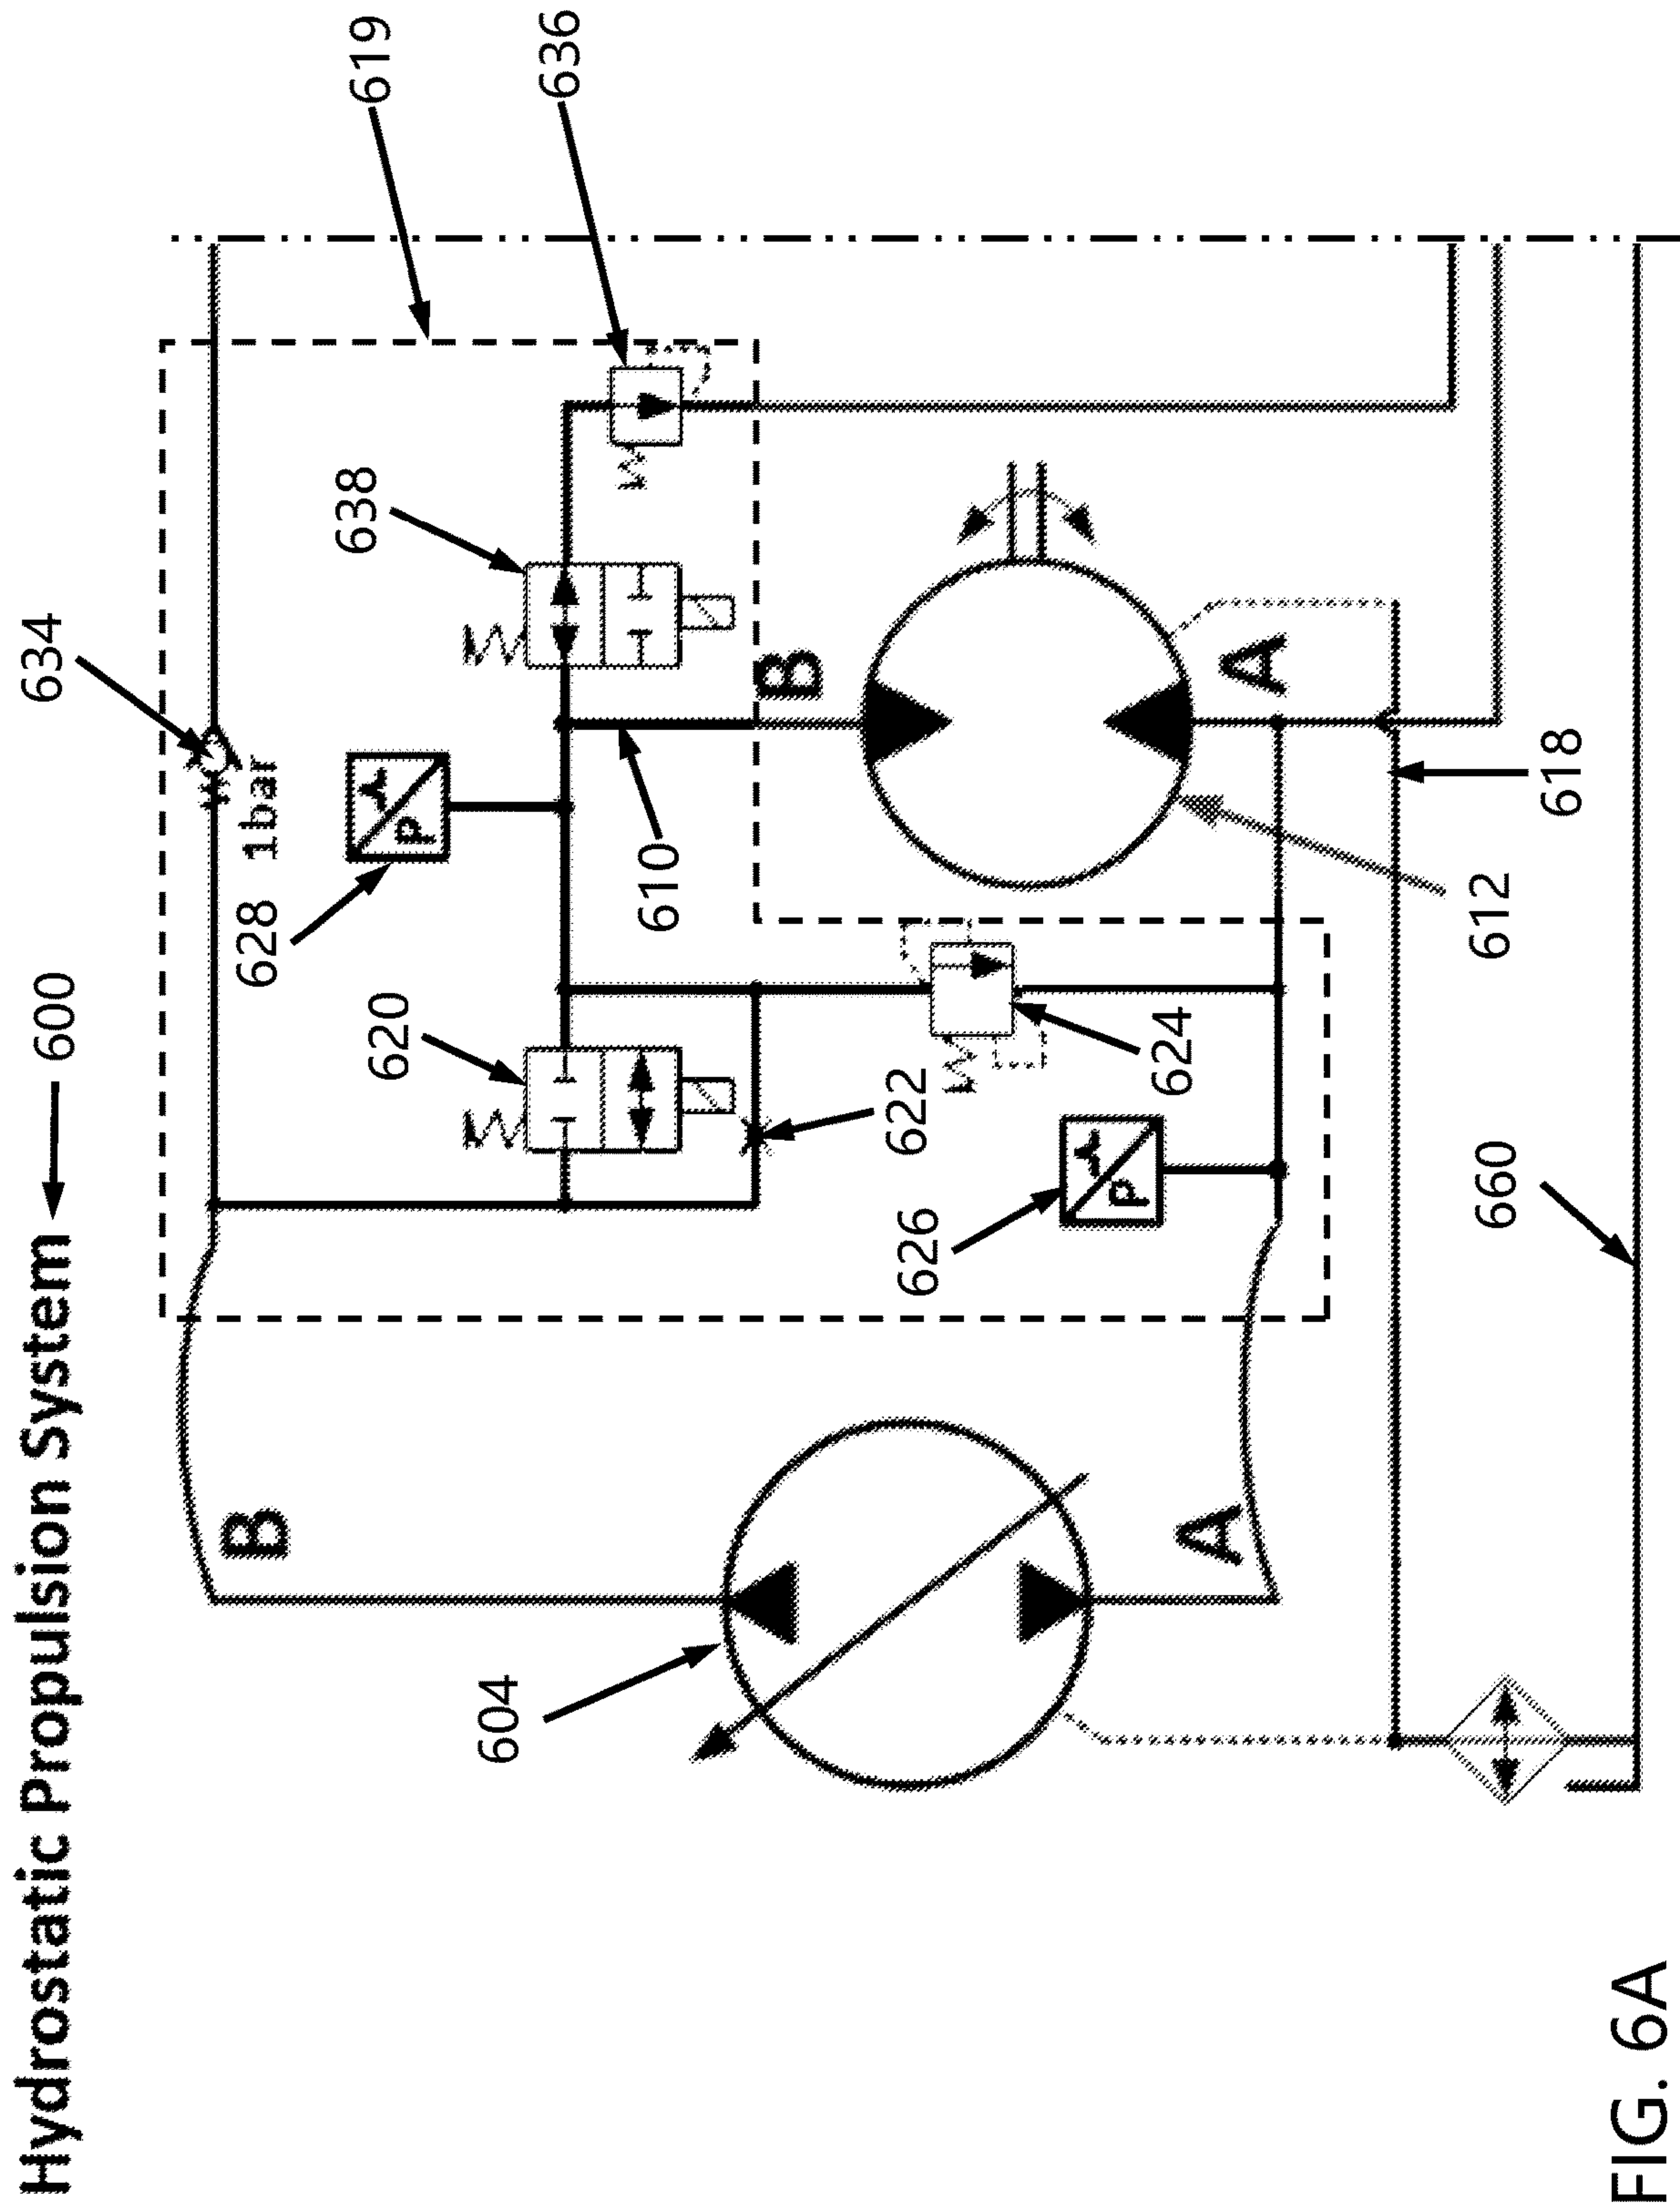 Hydrostatic Propulsion System
600
634
619
636
628
1bar
638
P
620
610
B
B
622
624
626
P
A
A
604
612
618
660
FIG. 6A